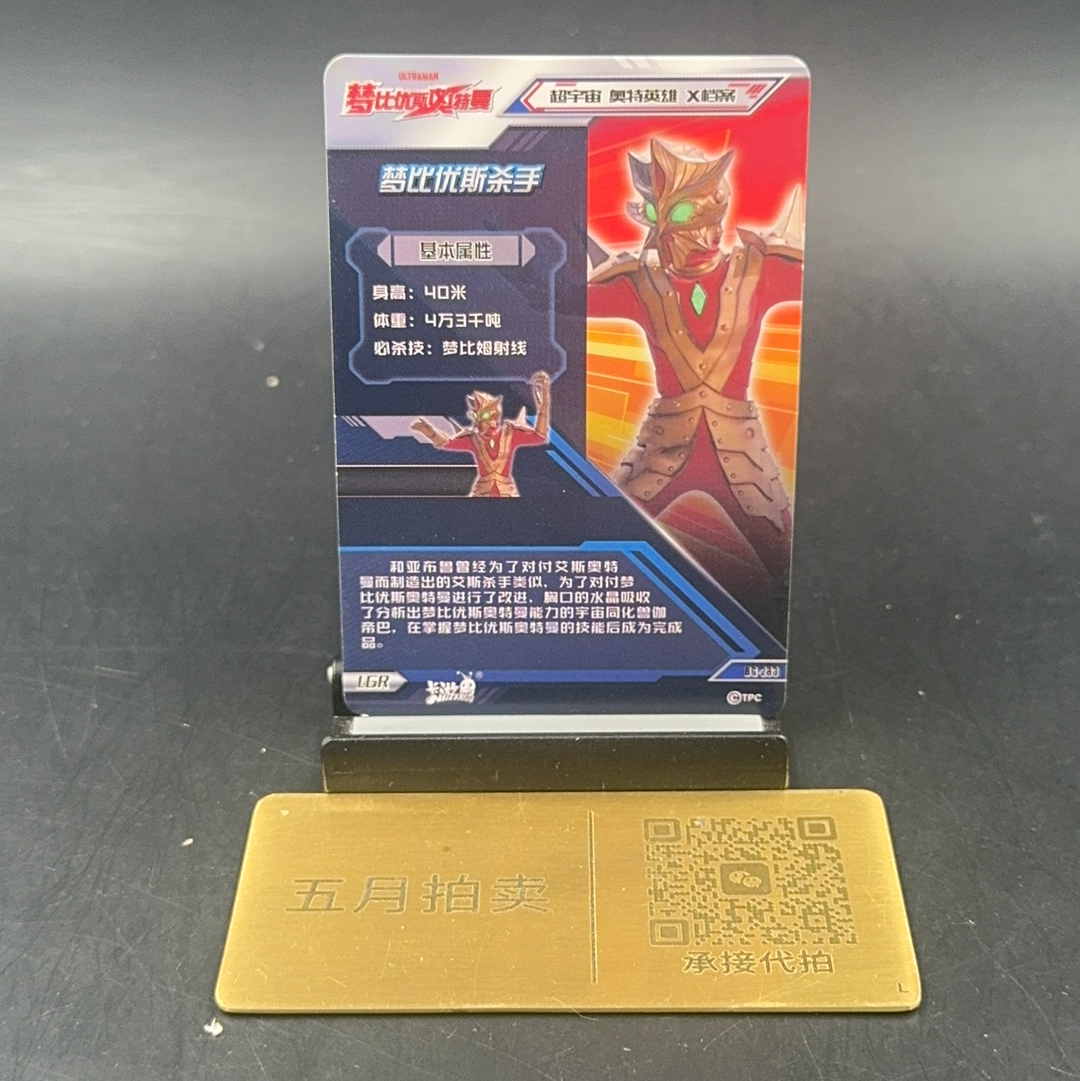 ULTRAMAN
梦比优斯奥特曼
超宇宙 奥特英雄 X档案
梦比优斯杀手
基本属性
身高：40米
体重：4万3千吨
必杀技：梦比姆射线
和亚布鲁曾经为了对付艾斯奥特
曼而制造出的艾斯杀手类似，为了对付梦
比优斯奥特曼进行了改进，胸口的水晶吸收
了分析出梦比优斯奥特曼能力的宇宙同化兽伽
帝巴，在掌握梦比优斯奥特曼的技能后成为完成
品。
LGR
卡游
®
©TPC
五月拍卖
承接代拍
L